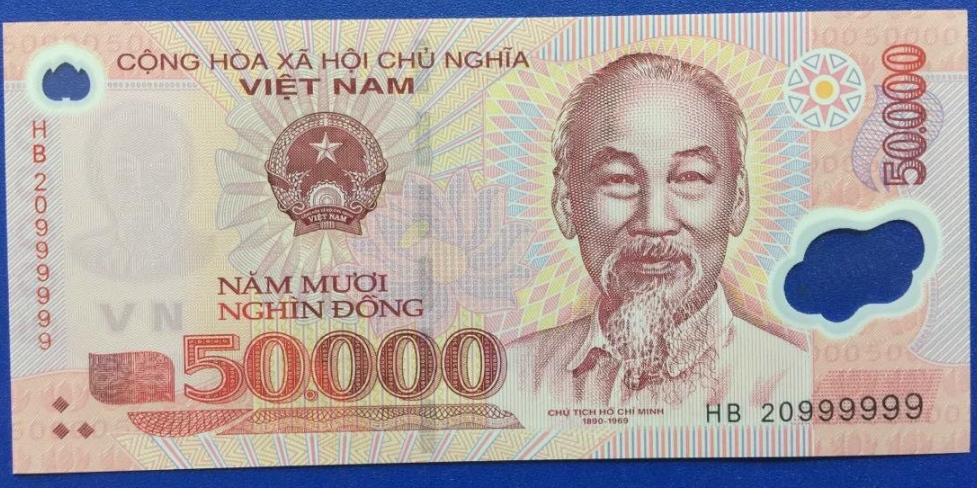 CỘNG HÒA XÃ HỘI CHỦ NGHĨA
VIỆT NAM
50.000
HB 20999999
VIỆT NAM
NĂM MƯƠI
NGHÌN ĐỒNG
VN
50.000
CHỦ TỊCH HỒ CHÍ MINH
1890-1969
HB 20999999